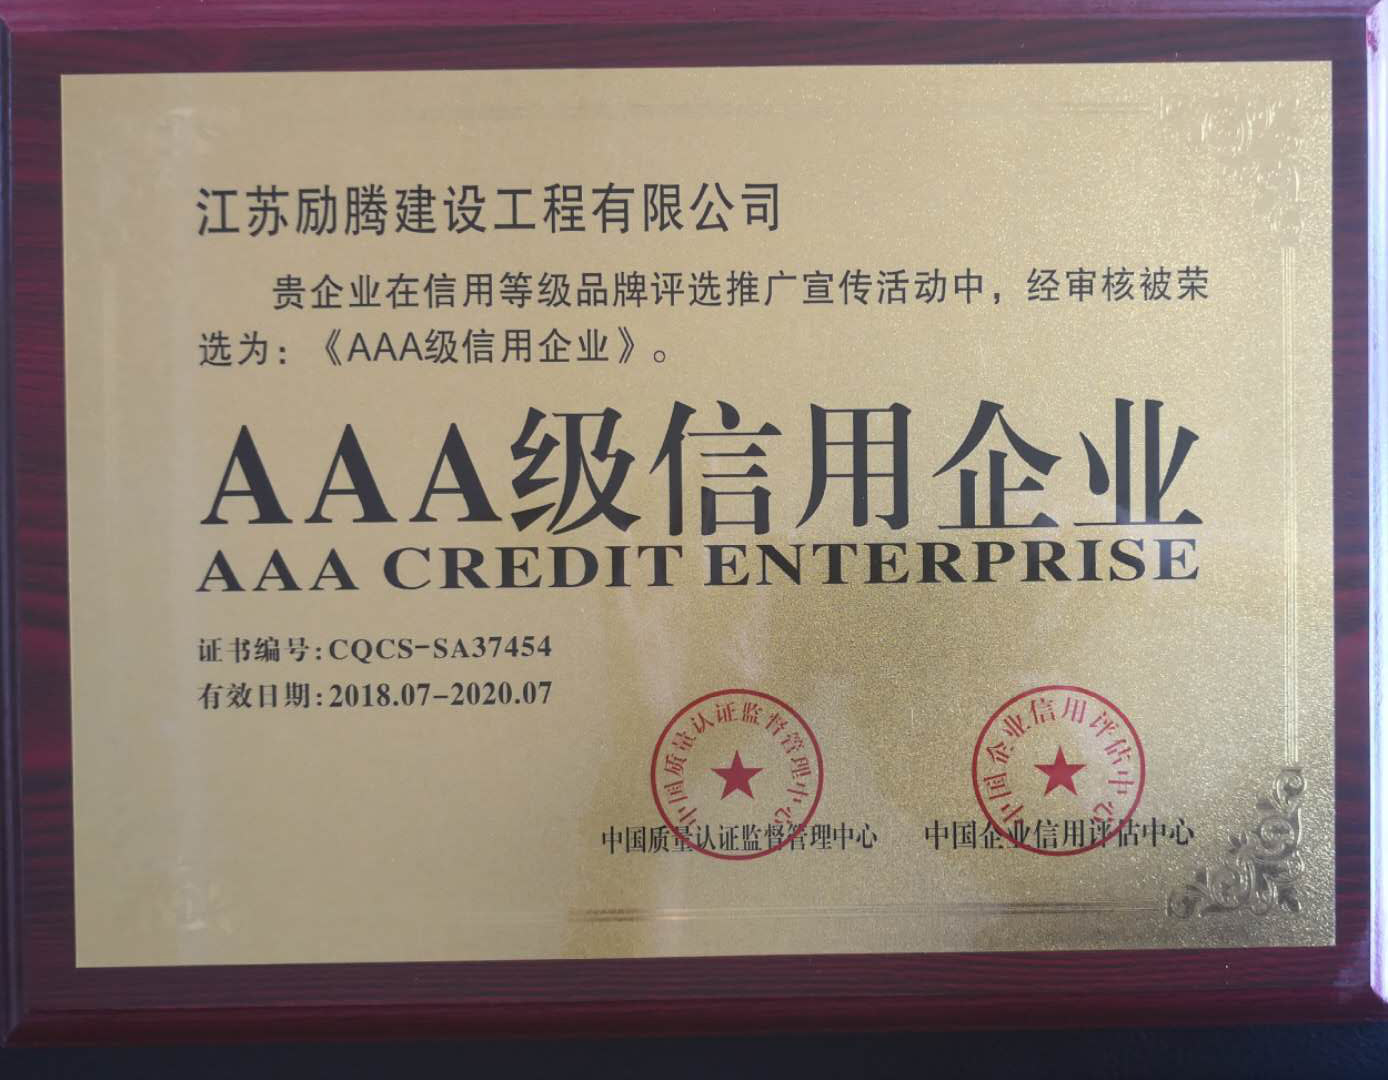 江苏励腾建设工程有限公司
贵企业在信用等级品牌评选推广宣传活动中，经审核被荣
选为：《AAA级信用企业》。
AAA级信用企业
AAA CREDIT ENTERPRISE
证书编号:CQCS-SA37454
有效日期:2018.07-2020.07
中国质量认证监督管理中心
中国企业信用评估中心
中国质量认证监督管理中心
中国企业信用评估中心